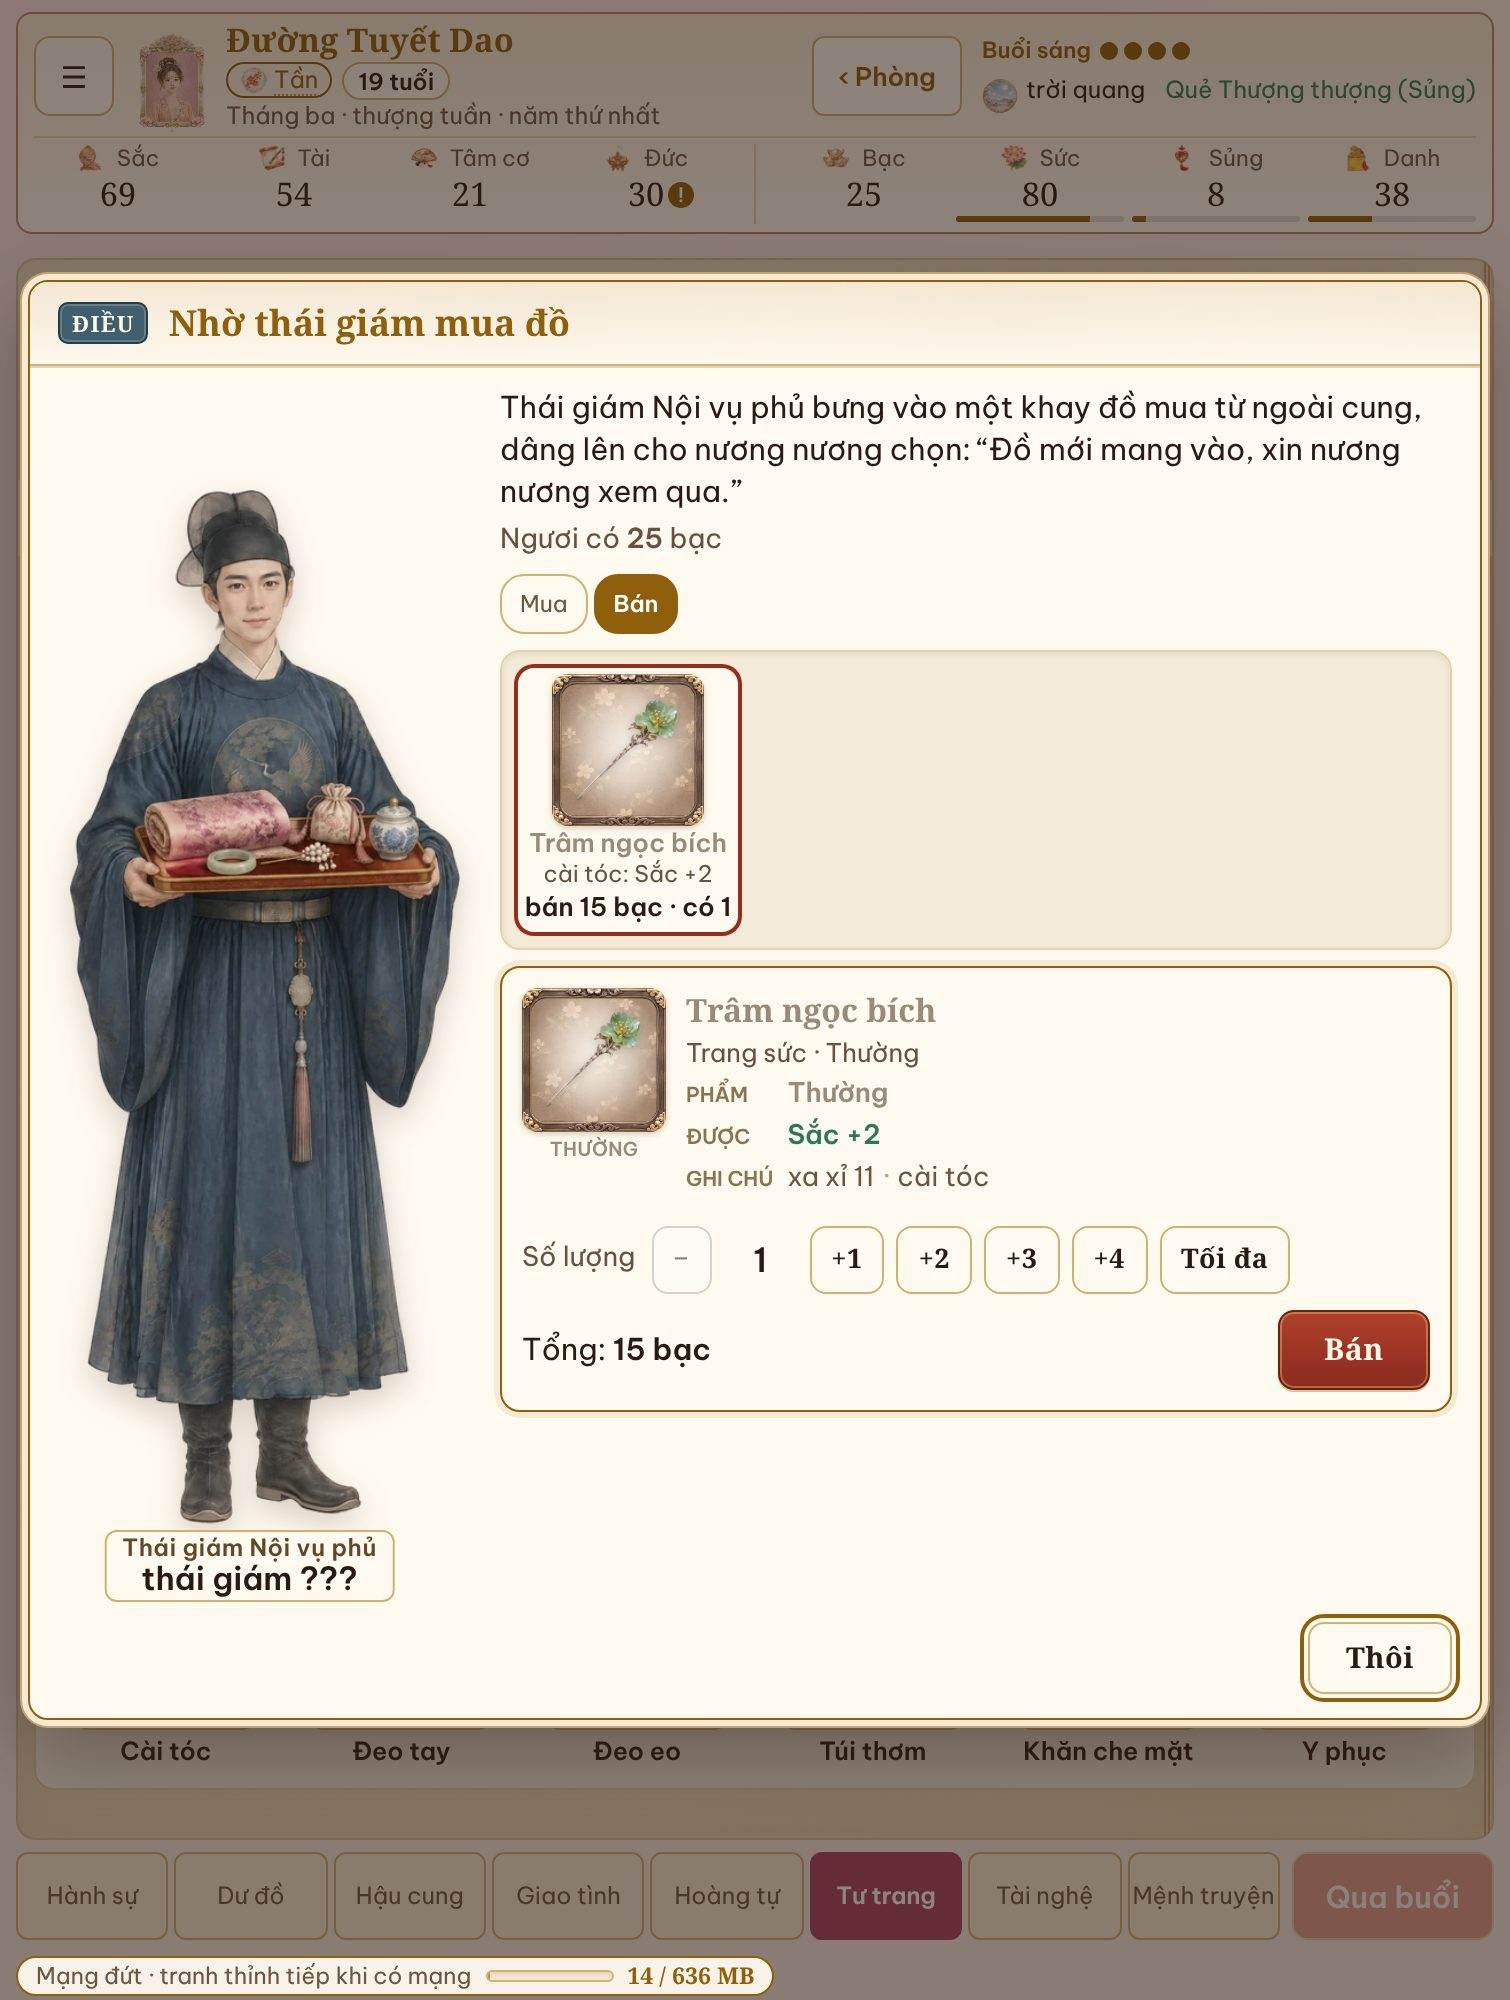 ☰
Đường Tuyết Dao
Tần
19 tuổi
Tháng ba · thượng tuần · năm thứ nhất
‹ Phòng
Buổi sáng
trời quang
Quẻ Thượng thượng (Sủng)
Sắc
69
Tài
54
Tâm cơ
21
Đức
30 !
Bạc
25
Sức
80
Sủng
8
Danh
38
ĐIỀU
Nhờ thái giám mua đồ
Thái giám Nội vụ phủ bưng vào một khay đồ mua từ ngoài cung,
dâng lên cho nương nương chọn: “Đồ mới mang vào, xin nương
nương xem qua.”
Ngươi có 25 bạc
Mua
Bán
Trâm ngọc bích
cài tóc: Sắc +2
bán 15 bạc · có 1
Trâm ngọc bích
Trang sức · Thường
PHẨM Thường
ĐƯỢC Sắc +2
GHI CHÚ xa xỉ 11 · cài tóc
THƯỜNG
Số lượng − 1 +1 +2 +3 +4 Tối đa
Tổng: 15 bạc
Bán
Thái giám Nội vụ phủ
thái giám ???
Thôi
Cài tóc
Đeo tay
Đeo eo
Túi thơm
Khăn che mặt
Y phục
Hành sự
Dư đồ
Hậu cung
Giao tình
Hoàng tự
Tư trang
Tài nghệ
Mệnh truyện
Qua buổi
Mạng đứt · tranh thỉnh tiếp khi có mạng 14 / 636 MB